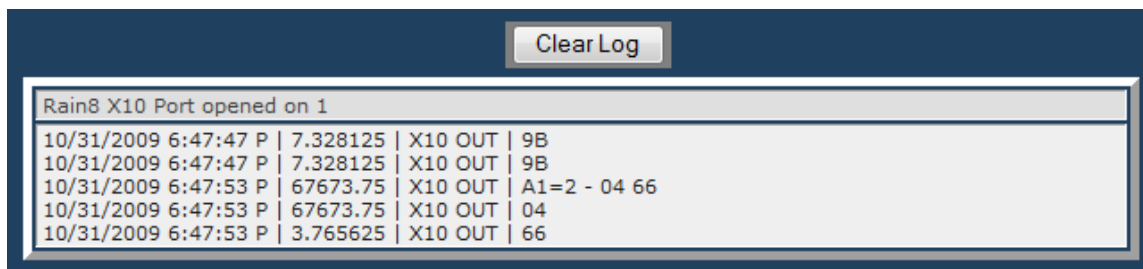 Clear Log
Rain8 X10 Port opened on 1
10/31/2009 6:47:47 P | 7.328125 | X10 OUT | 9B
10/31/2009 6:47:47 P | 7.328125 | X10 OUT | 9B
10/31/2009 6:47:53 P | 67673.75 | X10 OUT | A1=2 - 04 66
10/31/2009 6:47:53 P | 67673.75 | X10 OUT | 04
10/31/2009 6:47:53 P | 3.765625 | X10 OUT | 66